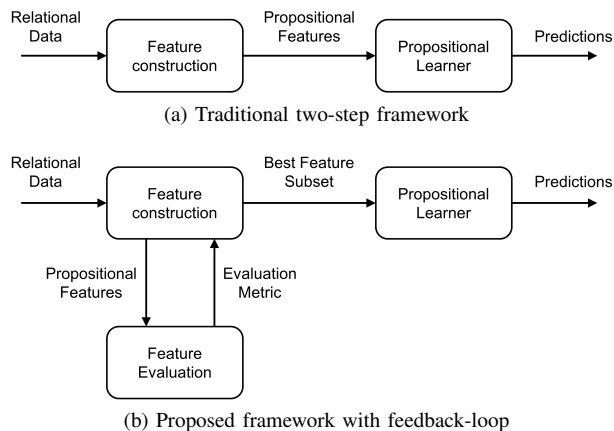 Relational
Data
Feature
construction
Propositional
Features
Propositional
Learner
Predictions
(a) Traditional two-step framework
Relational
Data
Feature
construction
Best Feature
Subset
Propositional
Learner
Predictions
Propositional
Features
Evaluation
Metric
Feature
Evaluation
(b) Proposed framework with feedback-loop